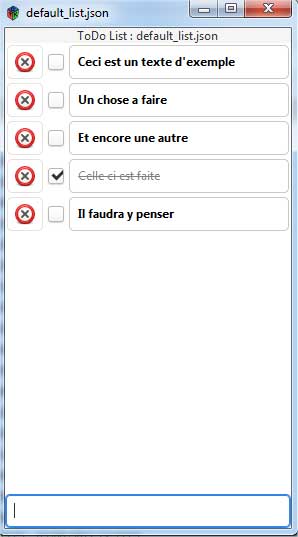 default_list.json
ToDo List : default_list.json
Ceci est un texte d'exemple
Un chose a faire
Et encore une autre
Celle ci est faite
Il faudra y penser